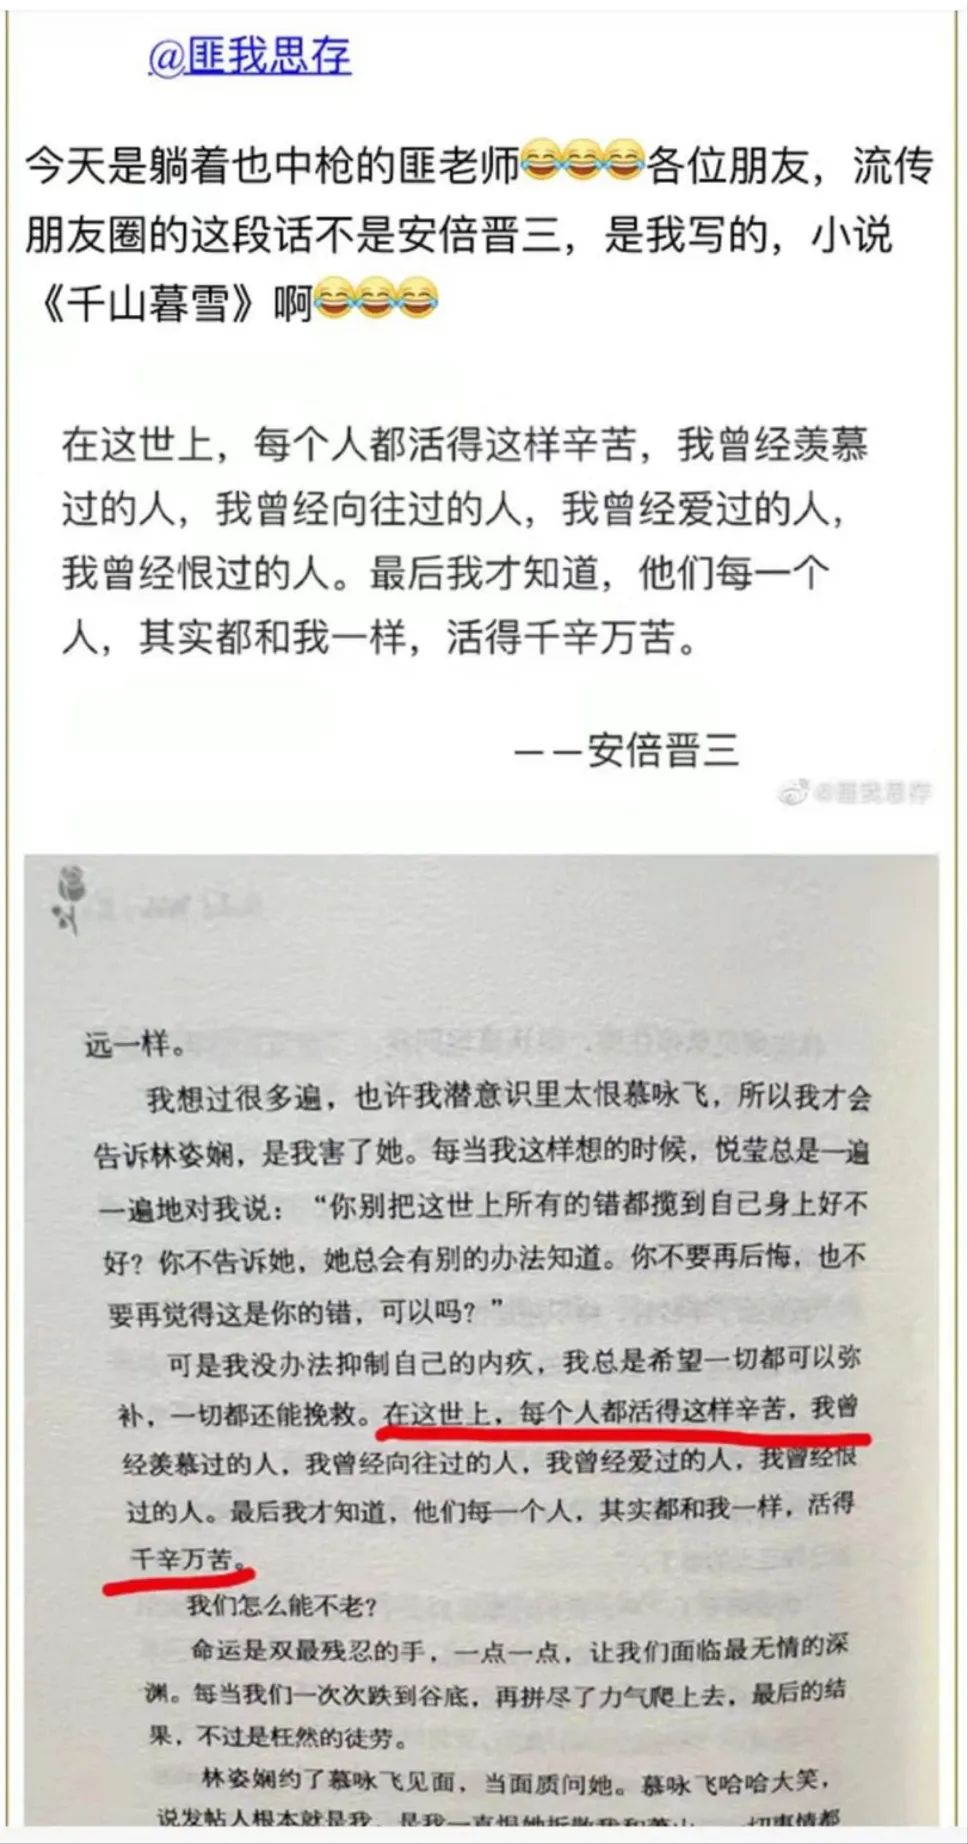 @匪我思存
今天是躺着也中枪的匪老师😂😂😂各位朋友，流传
朋友圈的这段话不是安倍晋三，是我写的，小说
《千山暮雪》啊😂😂😂
在这世上，每个人都活得这样辛苦，我曾经羡慕
过的人，我曾经向往过的人，我曾经爱过的人，
我曾经恨过的人。最后我才知道，他们每一个
人，其实都和我一样，活得千辛万苦。
——安倍晋三
@匪我思存
远一样。
我想过很多遍，也许我潜意识里太恨慕咏飞，所以我才会
告诉林姿娴，是我害了她。每当我这样想的时候，悦莹总是一遍
一遍地对我说：“你别把这世上所有的错都揽到自己身上好不
好？你不告诉她，她总会有别的办法知道。你不要再后悔，也不
要再觉得这是你的错，可以吗？”
可是我没办法抑制自己的内疚，我总是希望一切都可以弥
补，一切都还能挽救。在这世上，每个人都活得这样辛苦，我曾
经羡慕过的人，我曾经向往过的人，我曾经爱过的人，我曾经恨
过的人。最后我才知道，他们每一个人，其实都和我一样，活得
千辛万苦。
我们怎么能不老？
命运是双最残忍的手，一点一点，让我们面临最无情的深
渊。每当我们一次次跌到谷底，再拼尽了力气爬上去，最后的结
果，不过是枉然的徒劳。
林姿娴约了慕咏飞见面，当面质问她。慕咏飞哈哈大笑，
说发帖人根本就是我，是我一直恨她拆散我和萧山，一切事情都